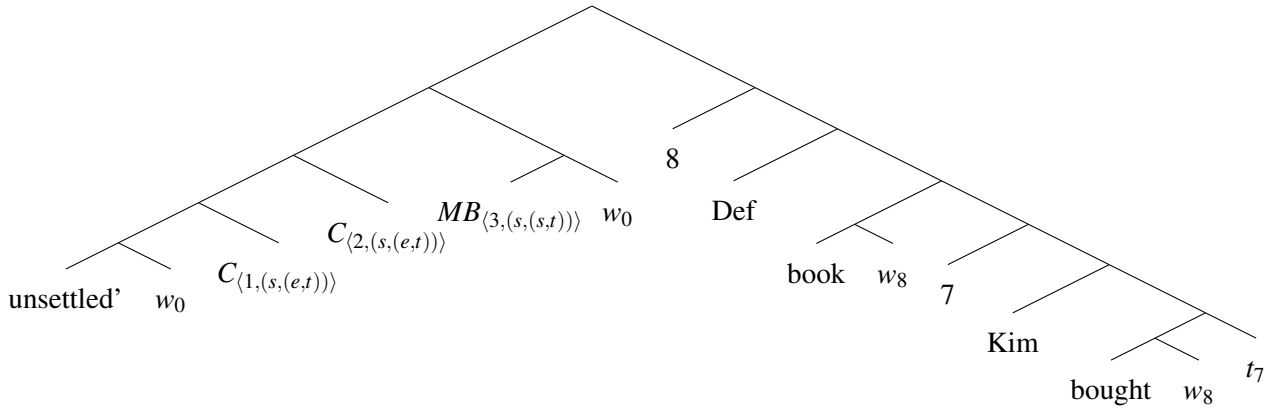 8
Def
MB⟨3,(s,(s,t))⟩ w₀
C⟨2,(s,(e,t))⟩
book w₈
C⟨1,(s,(e,t))⟩
7
unsettled’ w₀
Kim
bought w₈
t₇